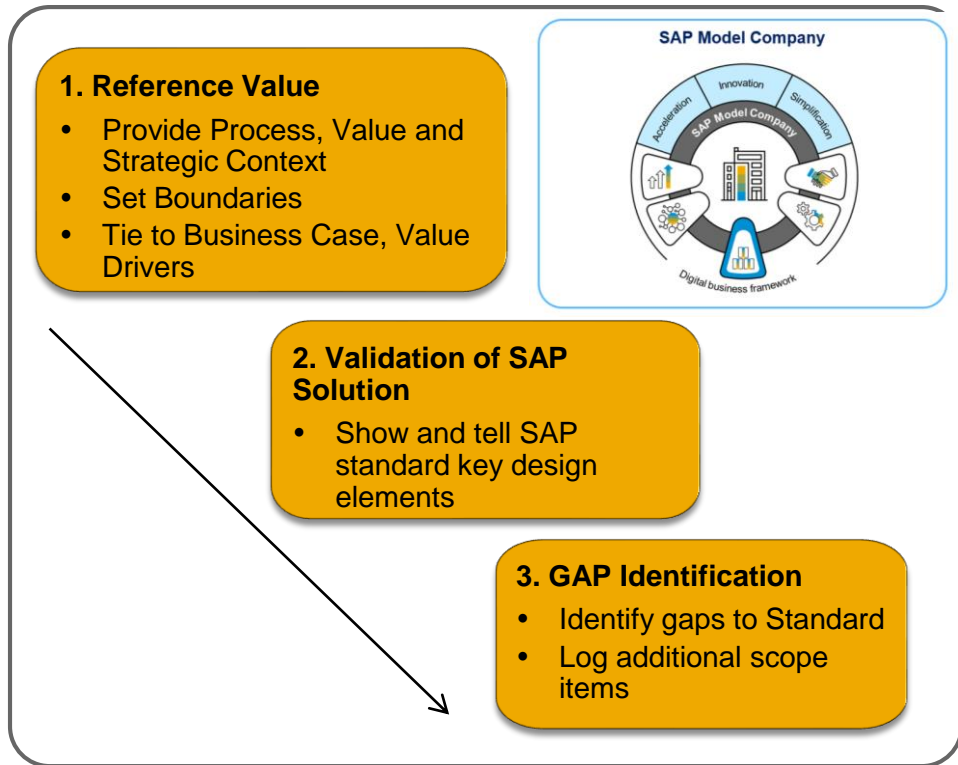 SAP Model Company
Acceleration
Innovation
Simplification
SAP Model Company
Digital business framework
1. Reference Value
• Provide Process, Value and
Strategic Context
• Set Boundaries
• Tie to Business Case, Value
Drivers
2. Validation of SAP
Solution
• Show and tell SAP
standard key design
elements
3. GAP Identification
• Identify gaps to Standard
• Log additional scope
items